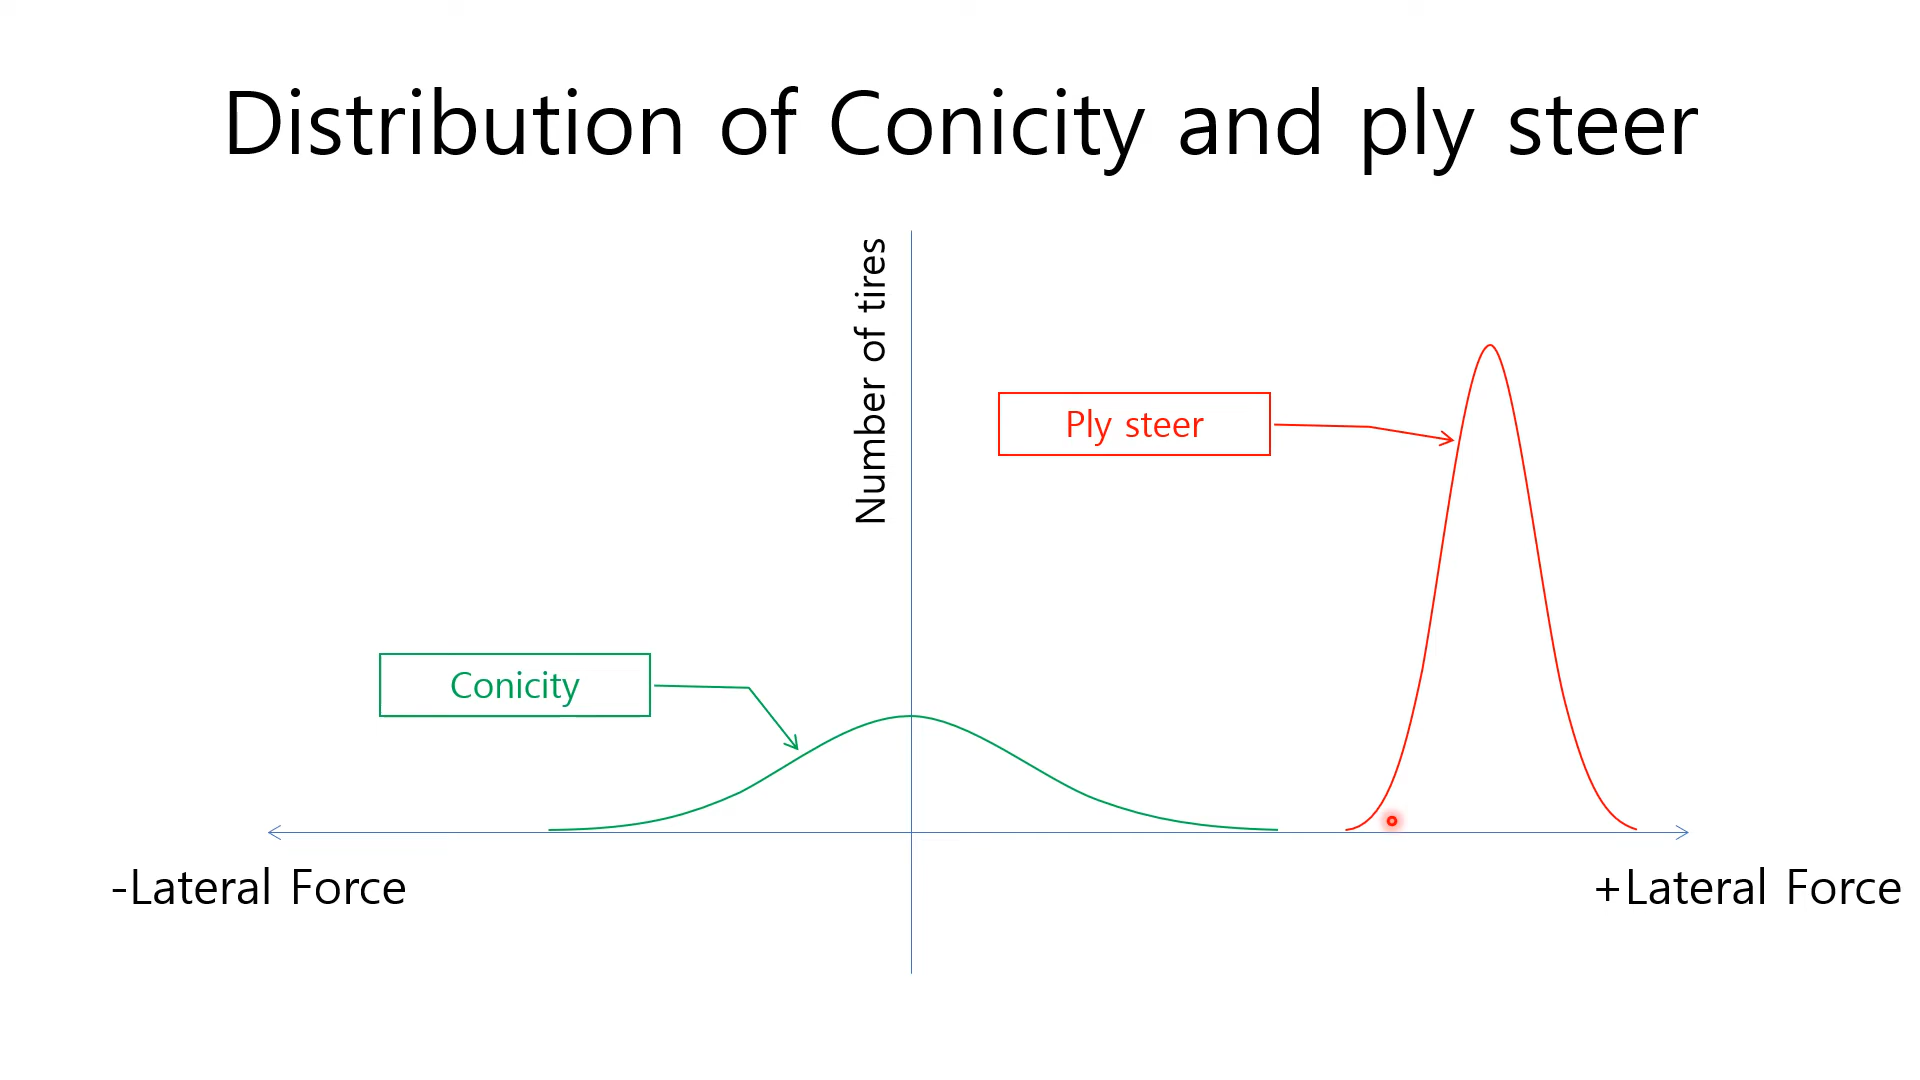 Distribution of Conicity and ply steer
Number of tires
Ply steer
Conicity
-Lateral Force
+Lateral Force